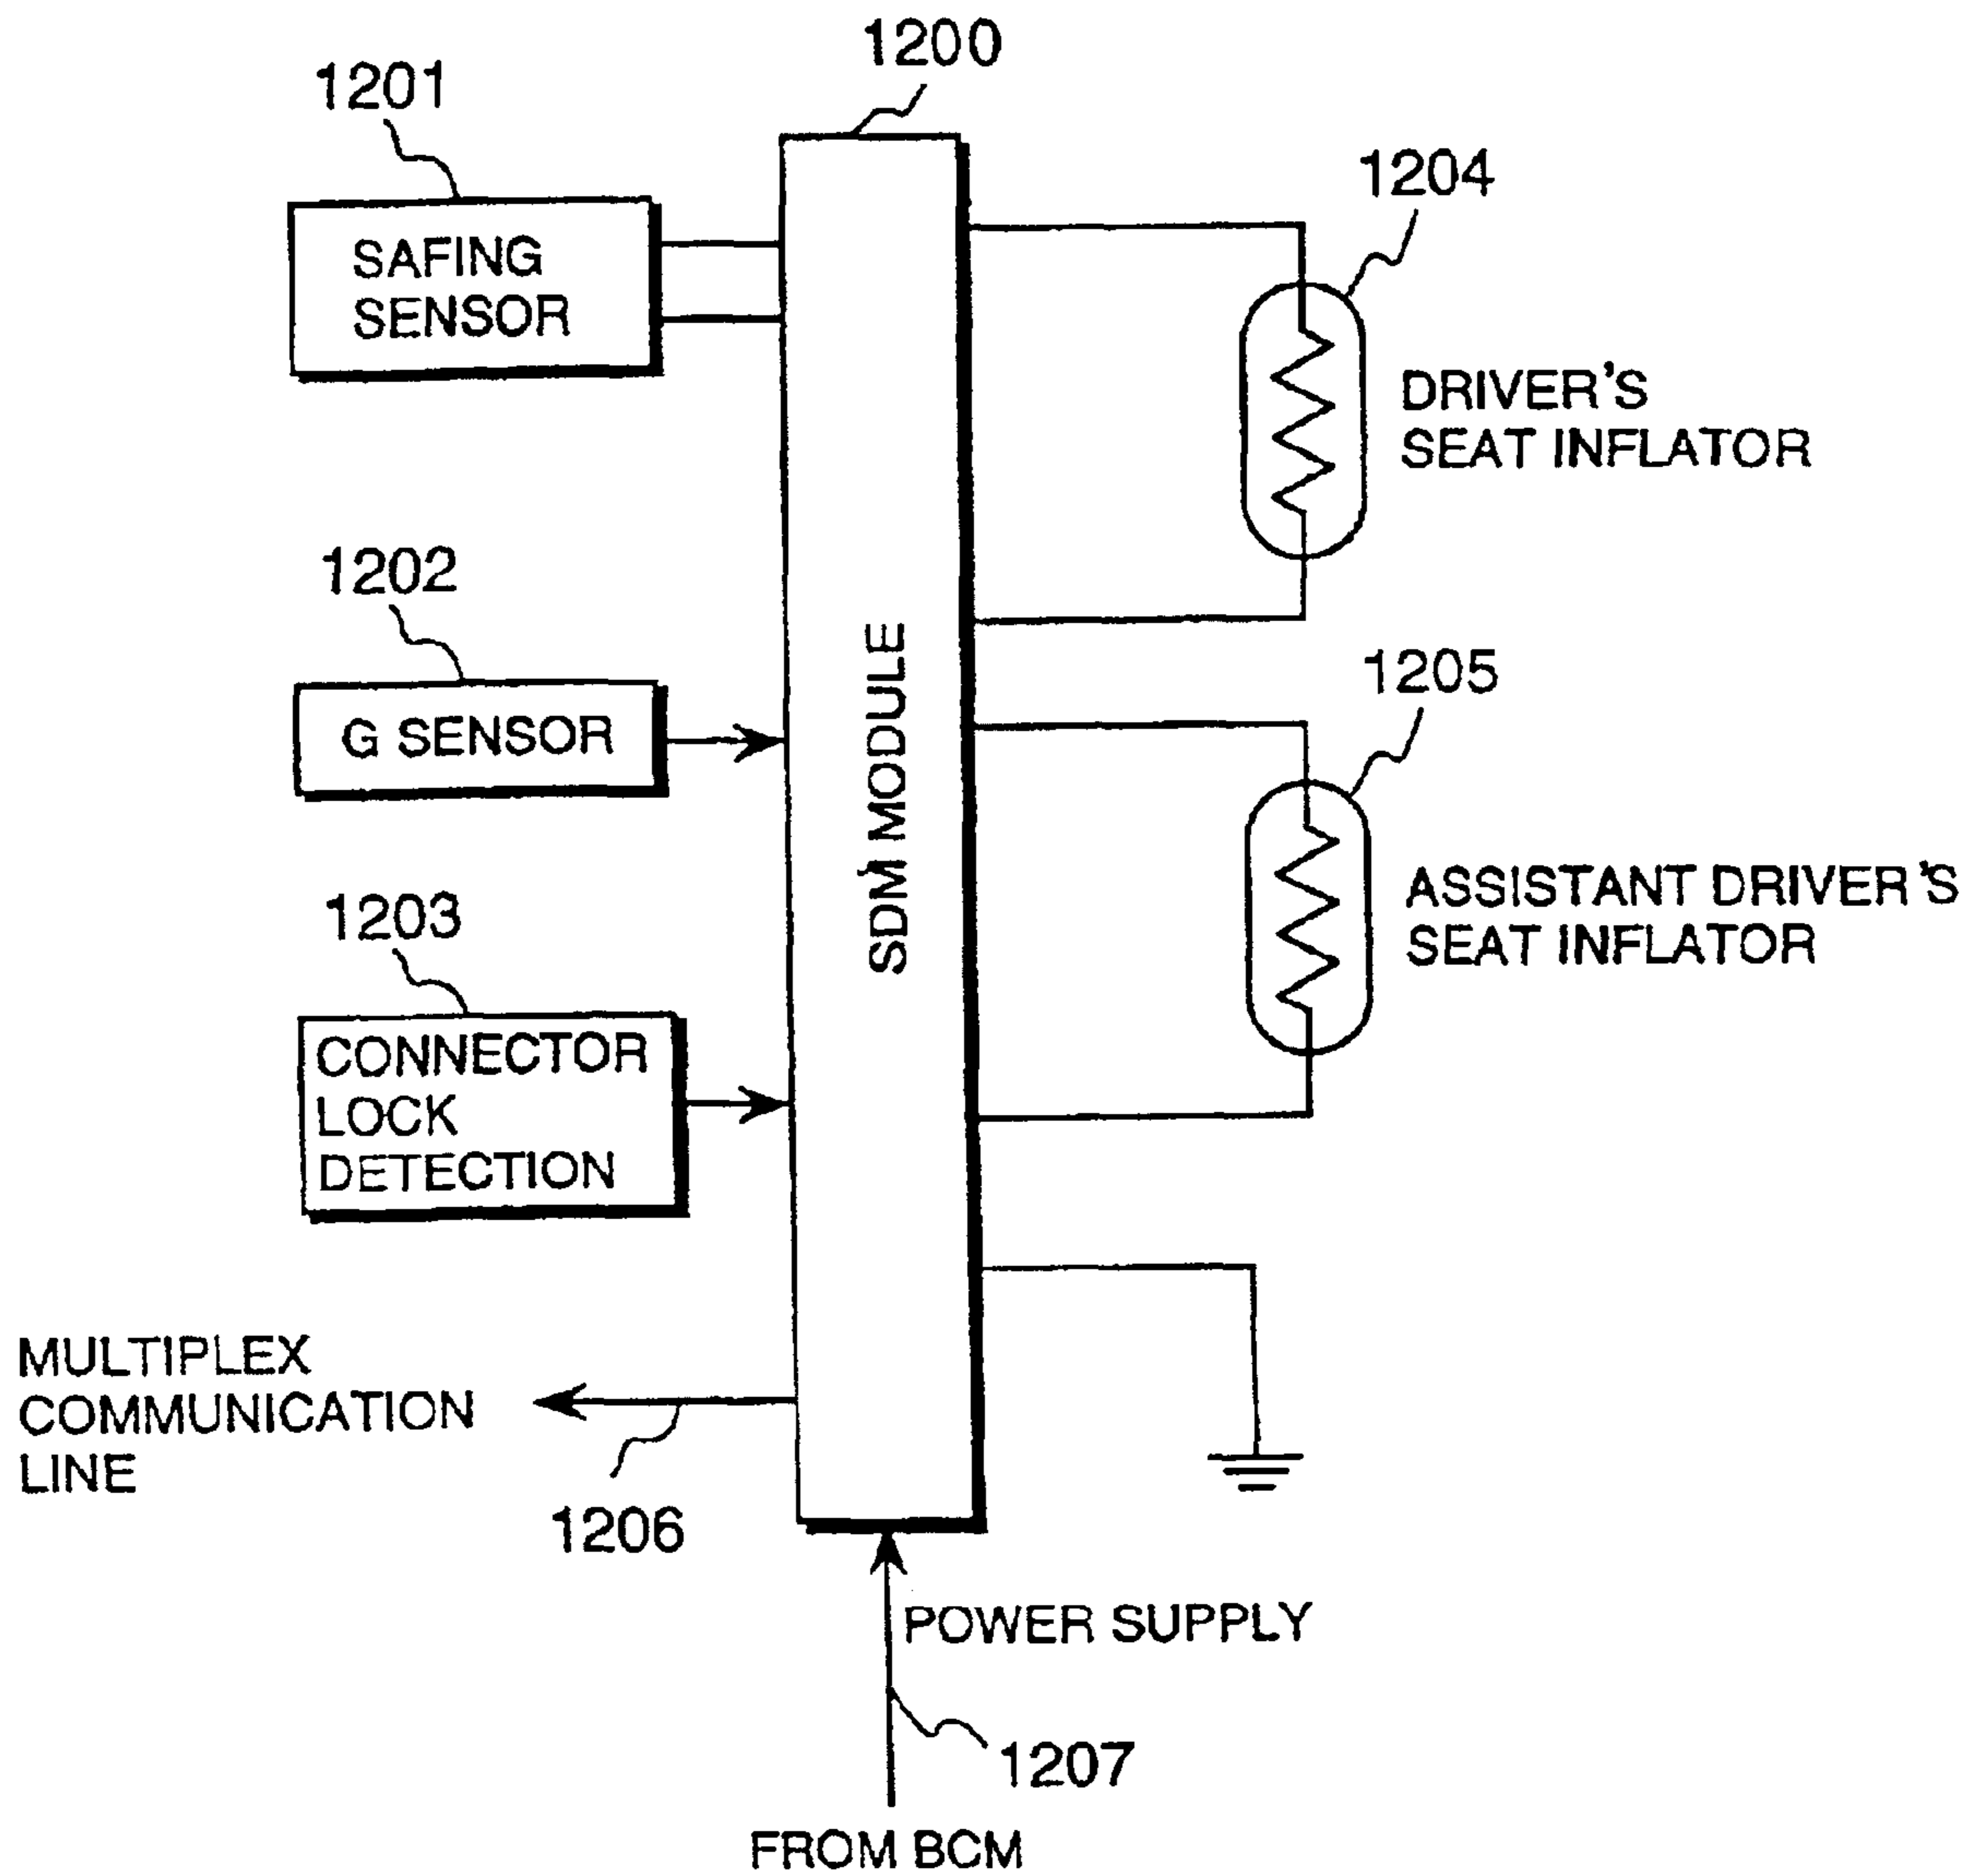 1200
1201
SAFING
SENSOR
1204
DRIVER'S
SEAT INFLATOR
1202
G SENSOR
SDM MODULE
1205
ASSISTANT DRIVER'S
SEAT INFLATOR
1203
CONNECTOR
LOCK
DETECTION
MULTIPLEX
COMMUNICATION
LINE
1206
POWER SUPPLY
1207
FROM BCM